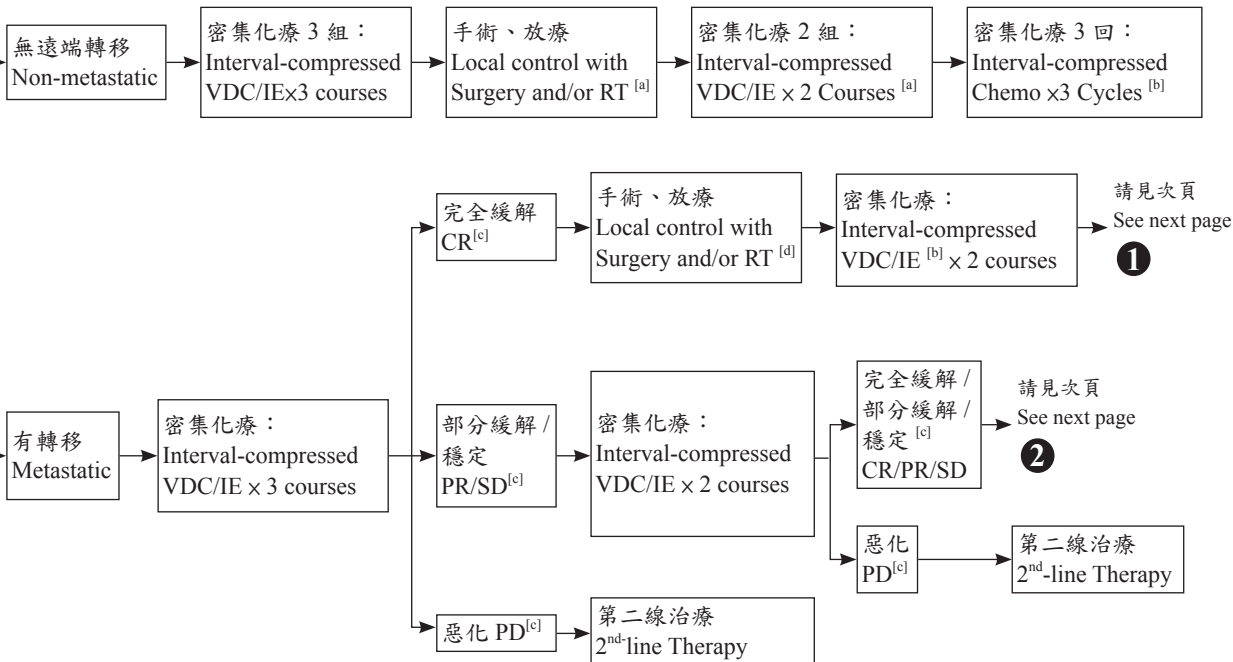 無遠端轉移
Non-metastatic
密集化療 3 組：
Interval-compressed
VDC/IE×3 courses
手術、放療
Local control with
Surgery and/or RT [a]
密集化療 2 組：
Interval-compressed
VDC/IE × 2 Courses [a]
密集化療 3 回：
Interval-compressed
Chemo ×3 Cycles [b]
完全緩解
CR[c]
手術、放療
Local control with
Surgery and/or RT [d]
密集化療：
Interval-compressed
VDC/IE [b] × 2 courses
請見次頁
See next page
1
有轉移
Metastatic
密集化療：
Interval-compressed
VDC/IE × 3 courses
部分緩解 /
穩定
PR/SD[c]
密集化療：
Interval-compressed
VDC/IE × 2 courses
完全緩解 /
部分緩解 /
穩定 [c]
CR/PR/SD
請見次頁
See next page
2
惡化
PD[c]
第二線治療
2nd-line Therapy
惡化 PD[c]
第二線治療
2nd-line Therapy